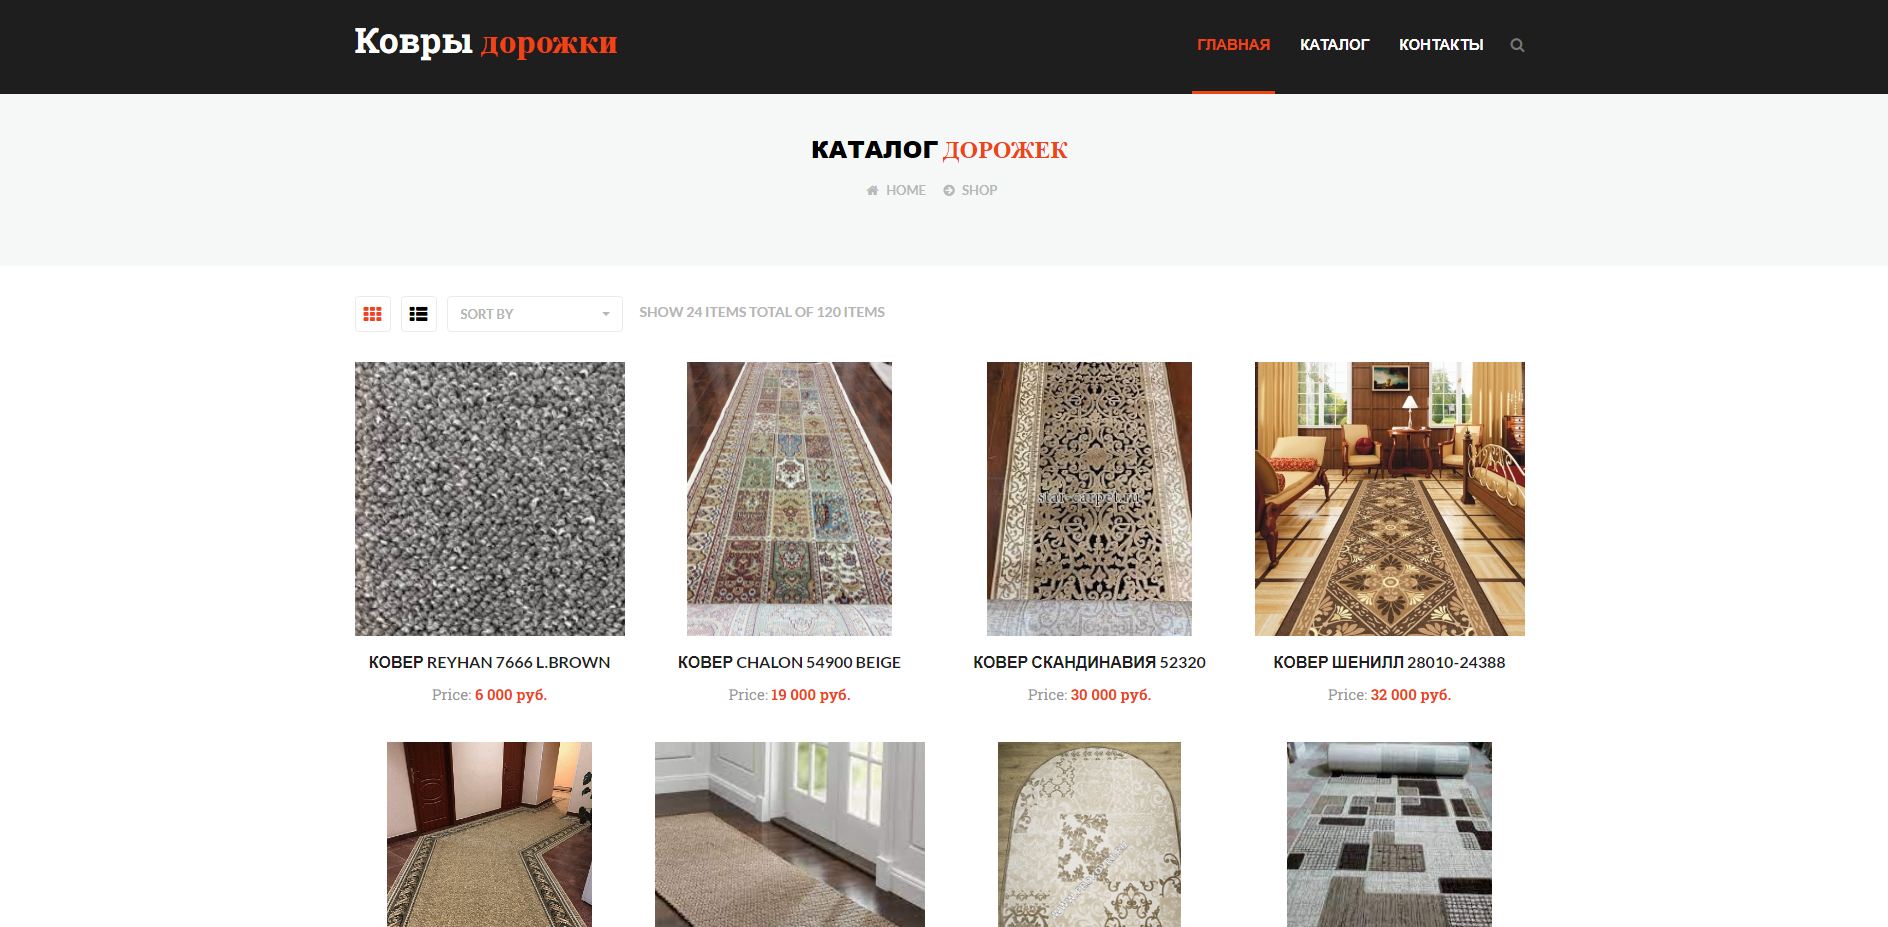 Ковры дорожки
ГЛАВНАЯ КАТАЛОГ КОНТАКТЫ
КАТАЛОГ ДОРОЖЕК
HOME SHOP
SORT BY SHOW 24 ITEMS TOTAL OF 120 ITEMS
star-carpet.ru
КОВЕР REYHAN 7666 L.BROWN
Price: 6 000 руб.
КОВЕР CHALON 54900 BEIGE
Price: 19 000 руб.
КОВЕР СКАНДИНАВИЯ 52320
Price: 30 000 руб.
КОВЕР ШЕНИЛЛ 28010-24388
Price: 32 000 руб.